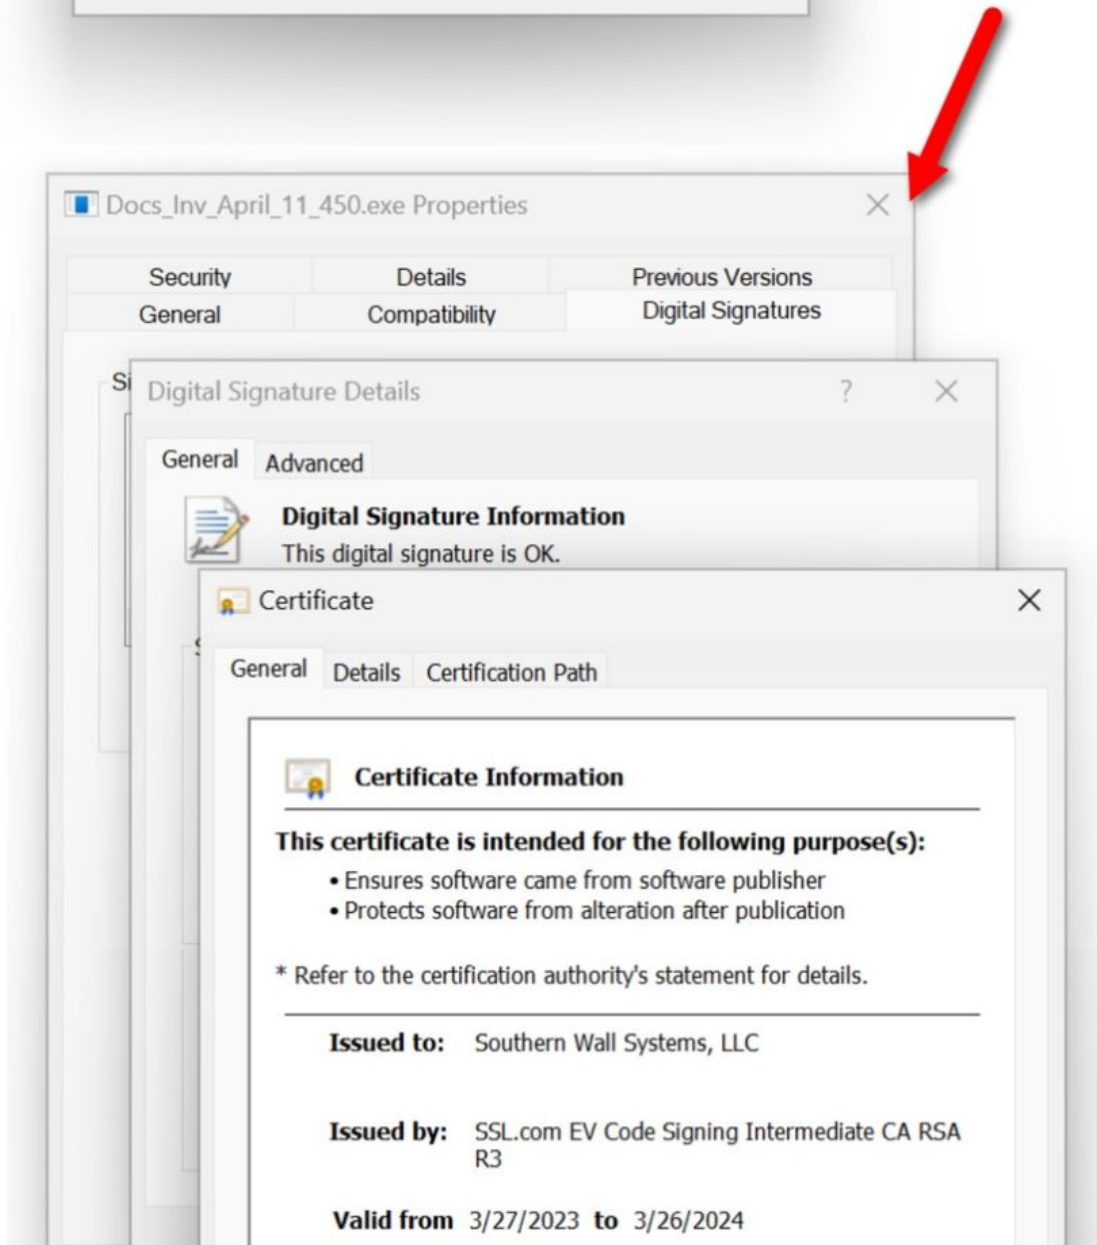 Docs_Inv_April_11_450.exe Properties
Security Details Previous Versions
General Compatibility Digital Signatures
Si
Digital Signature Details ?
General Advanced
Digital Signature Information
This digital signature is OK.
Certificate
General Details Certification Path
Certificate Information
This certificate is intended for the following purpose(s):
• Ensures software came from software publisher
• Protects software from alteration after publication
* Refer to the certification authority's statement for details.
Issued to: Southern Wall Systems, LLC
Issued by: SSL.com EV Code Signing Intermediate CA RSA
R3
Valid from 3/27/2023 to 3/26/2024